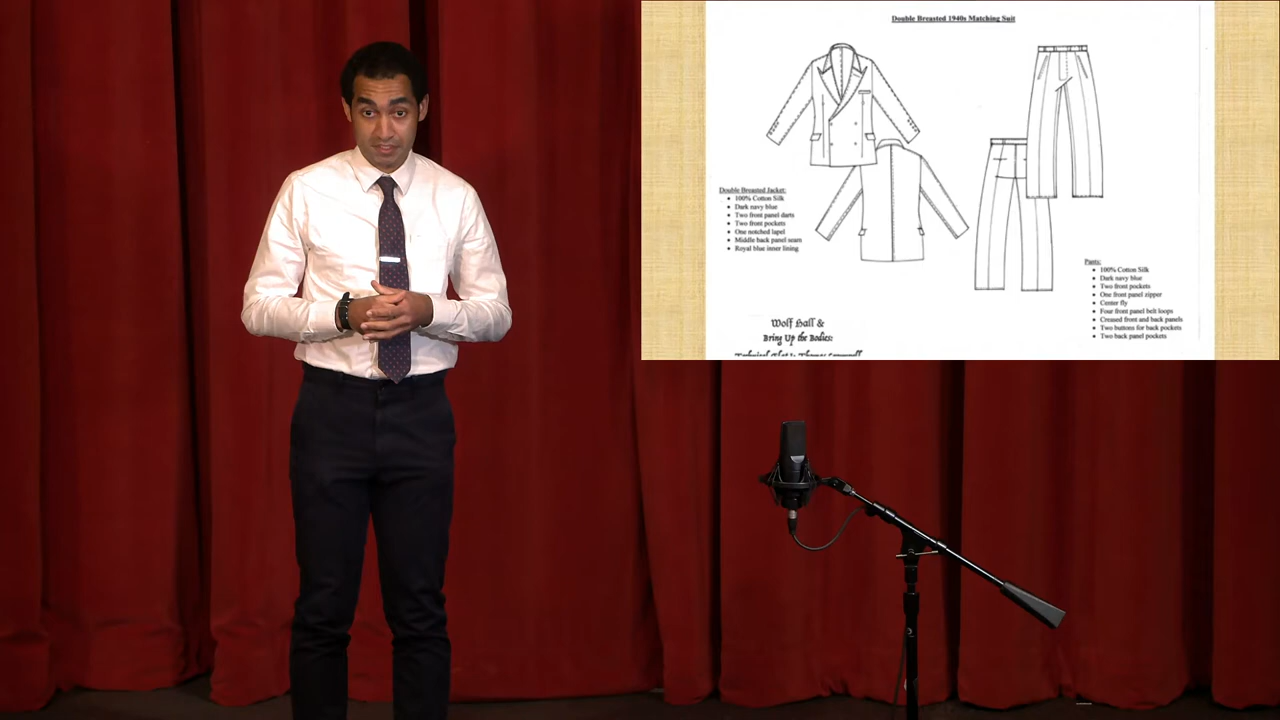 Double Breasted 1940s Matching Suit
Double Breasted Jacket:
100% Cotton Silk
Dark navy blue
Two front panel darts
Two front pockets
One notched lapel
Middle back panel seam
Royal blue inner lining
Pants:
100% Cotton Silk
Dark navy blue
Two front pockets
One front panel zipper
Center fly
Four front panel belt loops
Creased front and back panels
Two buttons for back pockets
Two back panel pockets
Wolf Hall &
Bring Up the Bodies: